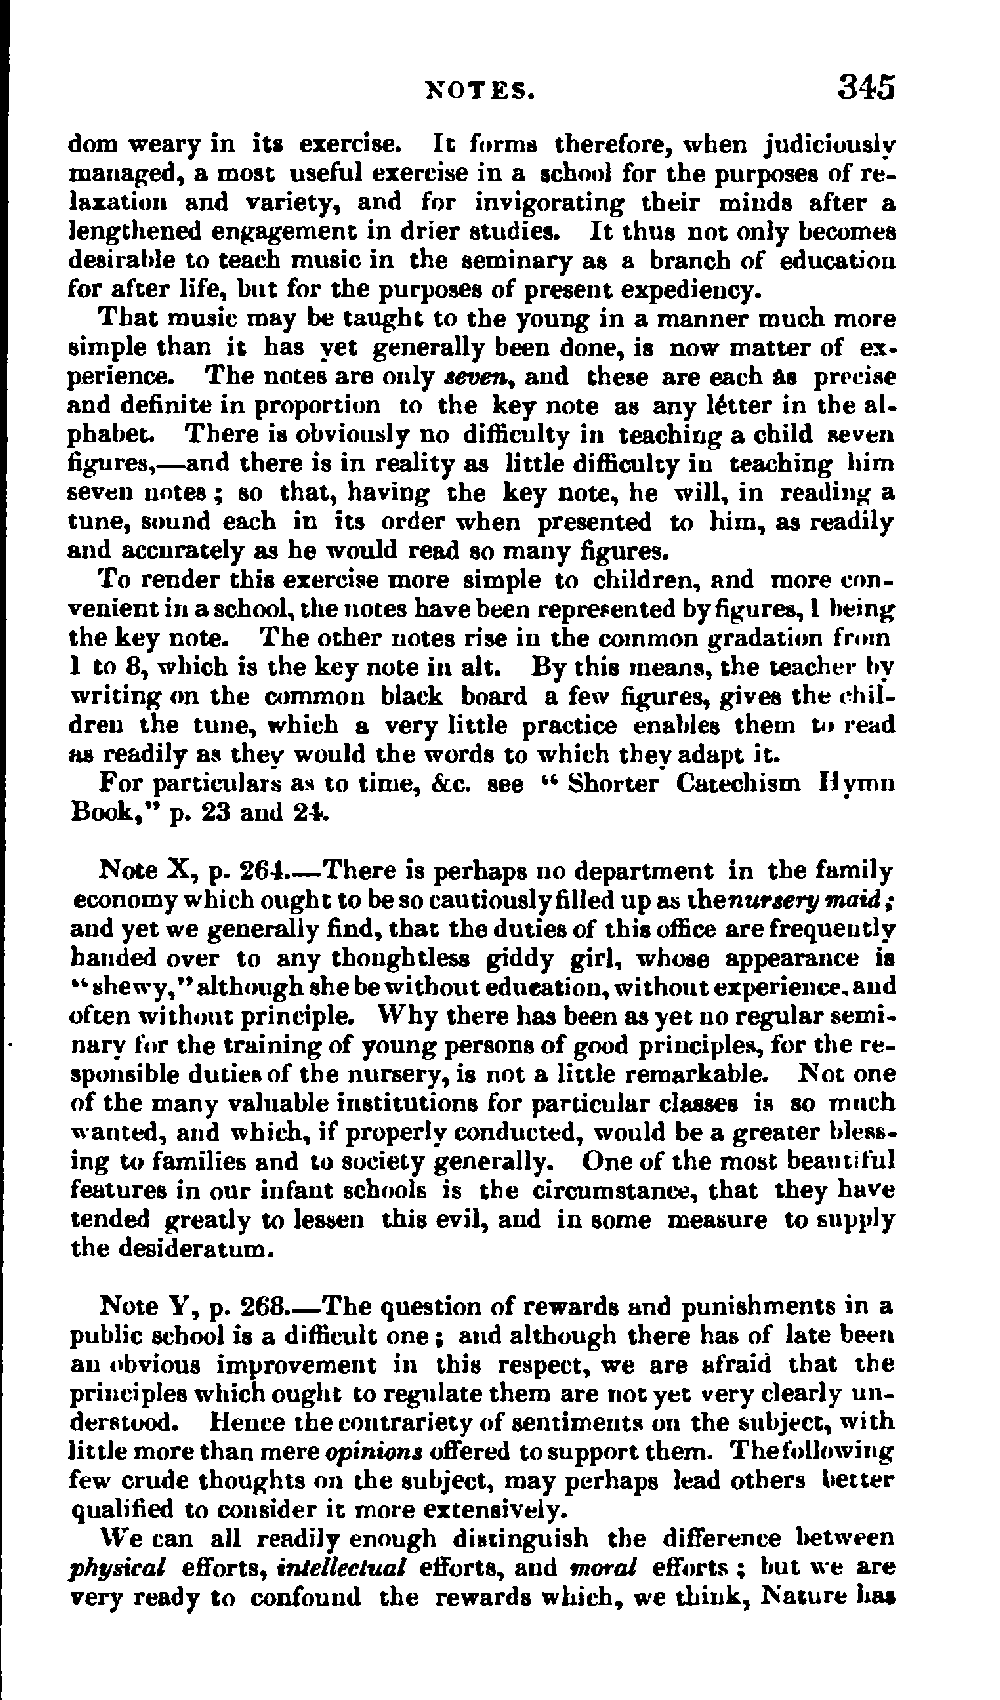 NOTES. 345
dom weary in its exercise. It forms therefore, when judiciously
managed, a most useful exercise in a school for the purposes of re-
laxation and variety, and for invigorating their minds after a
lengthened engagement in drier studies. It thus not only becomes
desirable to teach music in the seminary as a branch of education
for after life, but for the purposes of present expediency.
That music may be taught to the young in a manner much more
simple than it has yet generally been done, is now matter of ex-
perience. The notes are only seven, and these are each as precise
and definite in proportion to the key note as any létter in the al-
phabet. There is obviously no difficulty in teaching a child seven
figures,—and there is in reality as little difficulty in teaching him
seven notes; so that, having the key note, he will, in reading a
tune, sound each in its order when presented to him, as readily
and accurately as he would read so many figures.
To render this exercise more simple to children, and more con-
venient in a school, the notes have been represented by figures, 1 being
the key note. The other notes rise in the common gradation from
1 to 8, which is the key note in alt. By this means, the teacher by
writing on the common black board a few figures, gives the chil-
dren the tune, which a very little practice enables them to read
as readily as they would the words to which they adapt it.
For particulars as to time, &c. see “ Shorter Catechism Hymn
Book,” p. 23 and 24.
Note X, p. 264.—There is perhaps no department in the family
economy which ought to be so cautiously filled up as the nursery maid;
and yet we generally find, that the duties of this office are frequently
handed over to any thoughtless giddy girl, whose appearance is
“ shewy,” although she be without education, without experience, and
often without principle. Why there has been as yet no regular semi-
nary for the training of young persons of good principles, for the re-
sponsible duties of the nursery, is not a little remarkable. Not one
of the many valuable institutions for particular classes is so much
wanted, and which, if properly conducted, would be a greater bless-
ing to families and to society generally. One of the most beautiful
features in our infant schools is the circumstance, that they have
tended greatly to lessen this evil, and in some measure to supply
the desideratum.
Note Y, p. 268.—The question of rewards and punishments in a
public school is a difficult one; and although there has of late been
an obvious improvement in this respect, we are afraid that the
principles which ought to regulate them are not yet very clearly un-
derstood. Hence the contrariety of sentiments on the subject, with
little more than mere opinions offered to support them. The following
few crude thoughts on the subject, may perhaps lead others better
qualified to consider it more extensively.
We can all readily enough distinguish the difference between
physical efforts, intellectual efforts, and moral efforts; but we are
very ready to confound the rewards which, we think, Nature has